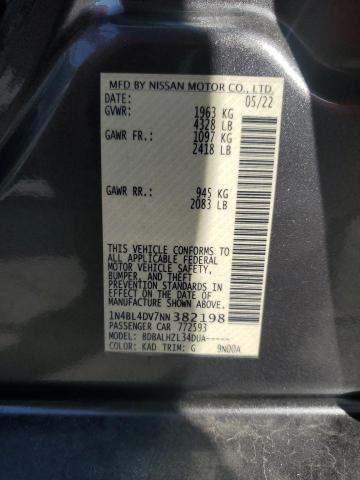 MFD BY NISSAN MOTOR CO., LTD.
DATE: 05/22
GVWR: 1963 KG
4328 LB
GAWR FR.: 1097 KG
2418 LB
GAWR RR.: 945 KG
2083 LB
THIS VEHICLE CONFORMS TO
ALL APPLICABLE FEDERAL
MOTOR VEHICLE SAFETY,
BUMPER, AND THEFT
PREVENTION STANDARDS
IN EFFECT ON THE DATE OF
MANUFACTURE SHOWN ABOVE.
1N4BL4DV7NN382198
PASSENGER CAR 772593
MODEL: BDBALHZL34DUA-----
COLOR: KAD TRIM: G 9N00A